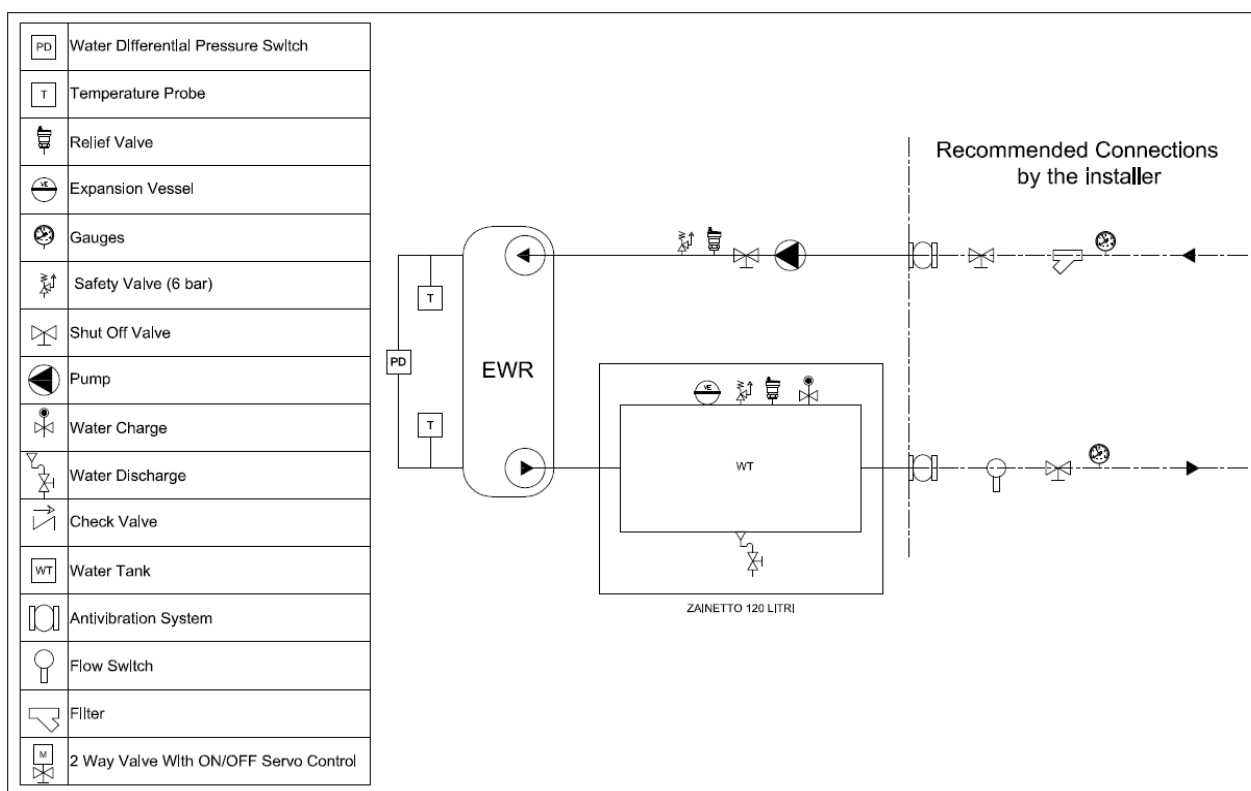 PD Water Differential Pressure Switch
T Temperature Probe
Relief Valve
VE Expansion Vessel
Gauges
Safety Valve (6 bar)
Shut Off Valve
Pump
Water Charge
Water Discharge
Check Valve
WT Water Tank
Antivibration System
Flow Switch
Filter
M 2 Way Valve With ON/OFF Servo Control
Recommended Connections
by the installer
T
PD
EWR
T
VE
WT
ZAINETTO 120 LITRI